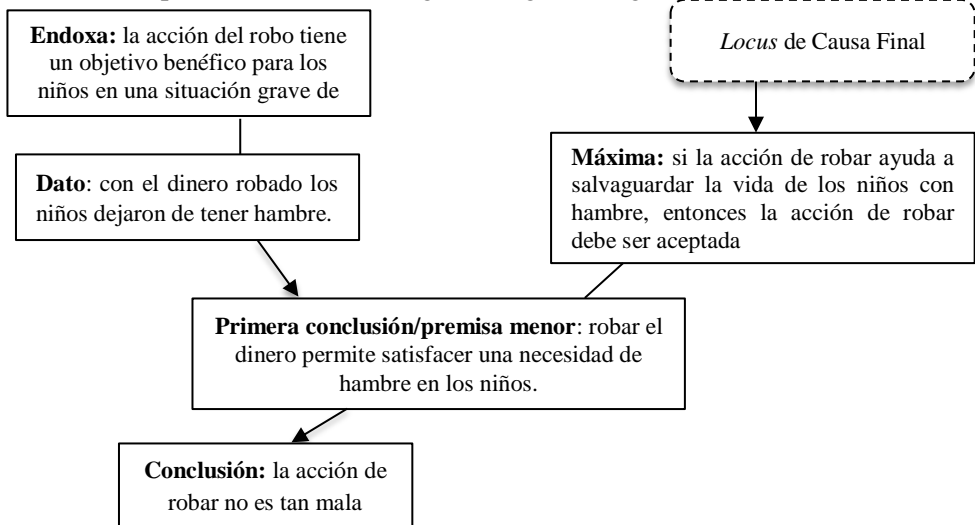 Endoxa: la acción del robo tiene
un objetivo benéfico para los
niños en una situación grave de
Locus de Causa Final
Dato: con el dinero robado los
niños dejaron de tener hambre.
Máxima: si la acción de robar ayuda a
salvaguardar la vida de los niños con
hambre, entonces la acción de robar
debe ser aceptada
Primera conclusión/premisa menor: robar el
dinero permite satisfacer una necesidad de
hambre en los niños.
Conclusión: la acción de
robar no es tan mala